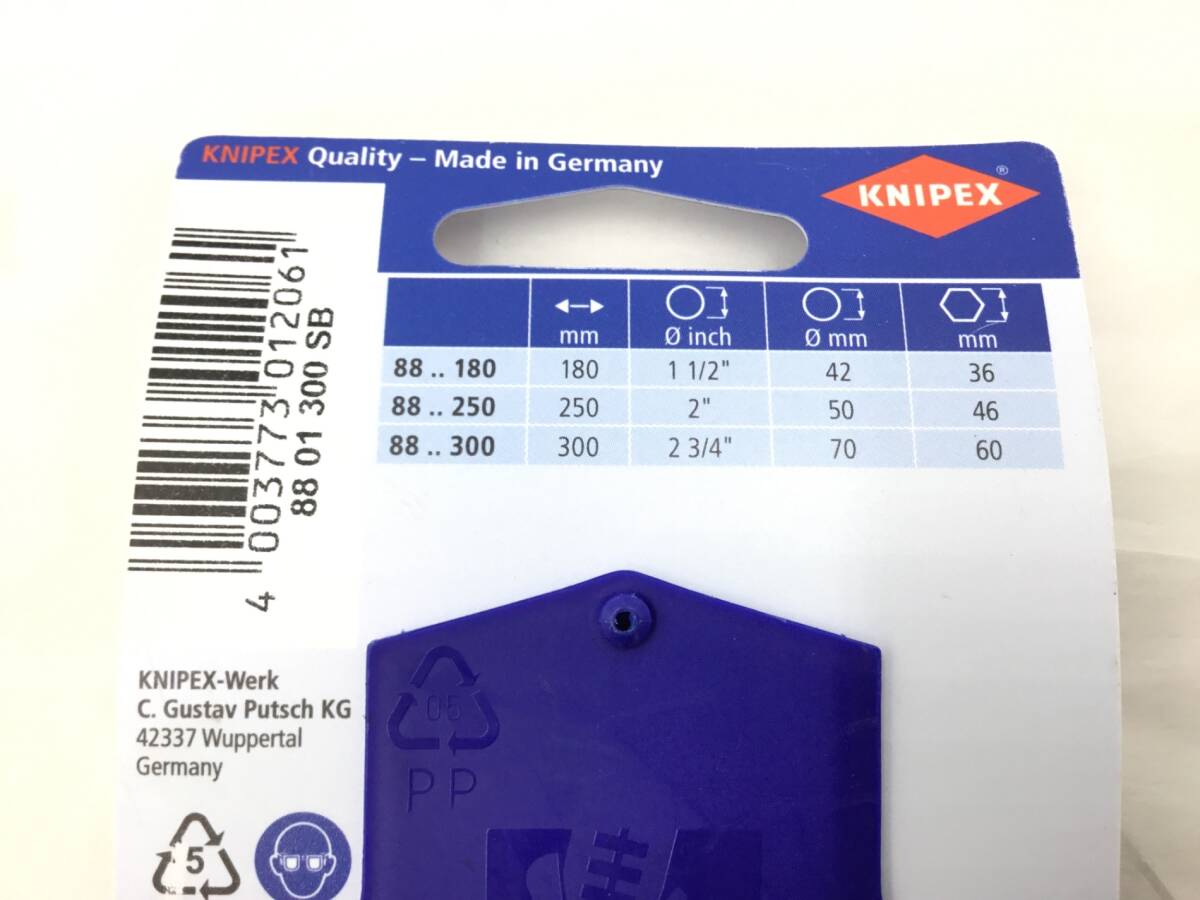 KNIPEX Quality – Made in Germany
KNIPEX ®
mm Ø inch Ø mm mm
88 .. 180 180 1 1/2" 42 36
88 .. 250 250 2" 50 46
88 .. 300 300 2 3/4" 70 60
4 003773 012061
88 01 300 SB
KNIPEX-Werk
C. Gustav Putsch KG
42337 Wuppertal
Germany
05
PP
5